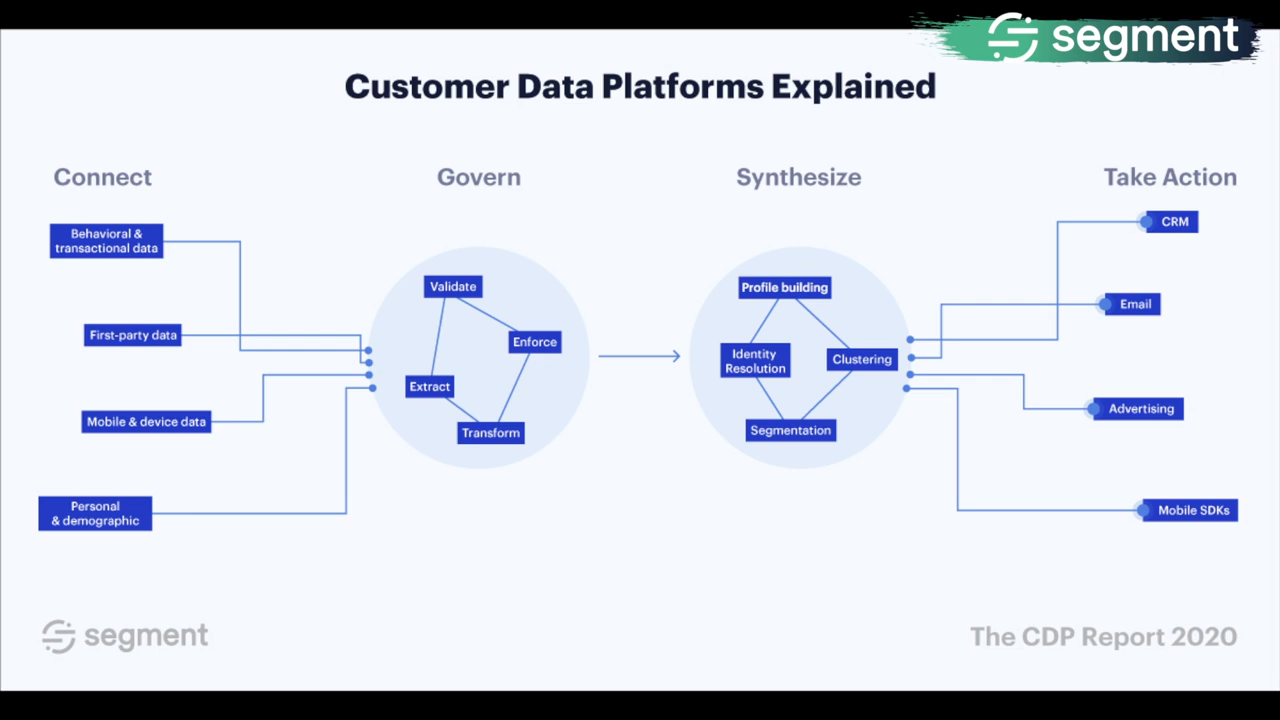 segment
Customer Data Platforms Explained
Connect
Govern
Synthesize
Take Action
Behavioral &
transactional data
First-party data
Mobile & device data
Personal
& demographic
Validate
Enforce
Extract
Transform
Profile building
Identity
Resolution
Clustering
Segmentation
CRM
Email
Advertising
Mobile SDKs
segment
The CDP Report 2020